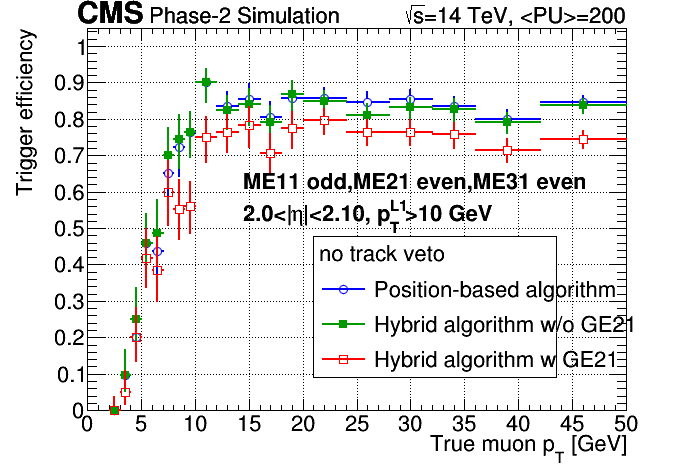 CMS Phase-2 Simulation √s=14 TeV, <PU>=200
Trigger efficiency
1
0.9
0.8
0.7
0.6
0.5
0.4
0.3
0.2
0.1
0
ME11 odd,ME21 even,ME31 even
2.0<|η|<2.10, p_T^L1>10 GeV
no track veto
Position-based algorithm
Hybrid algorithm w/o GE21
Hybrid algorithm w GE21
0 5 10 15 20 25 30 35 40 45 50
True muon p_T [GeV]